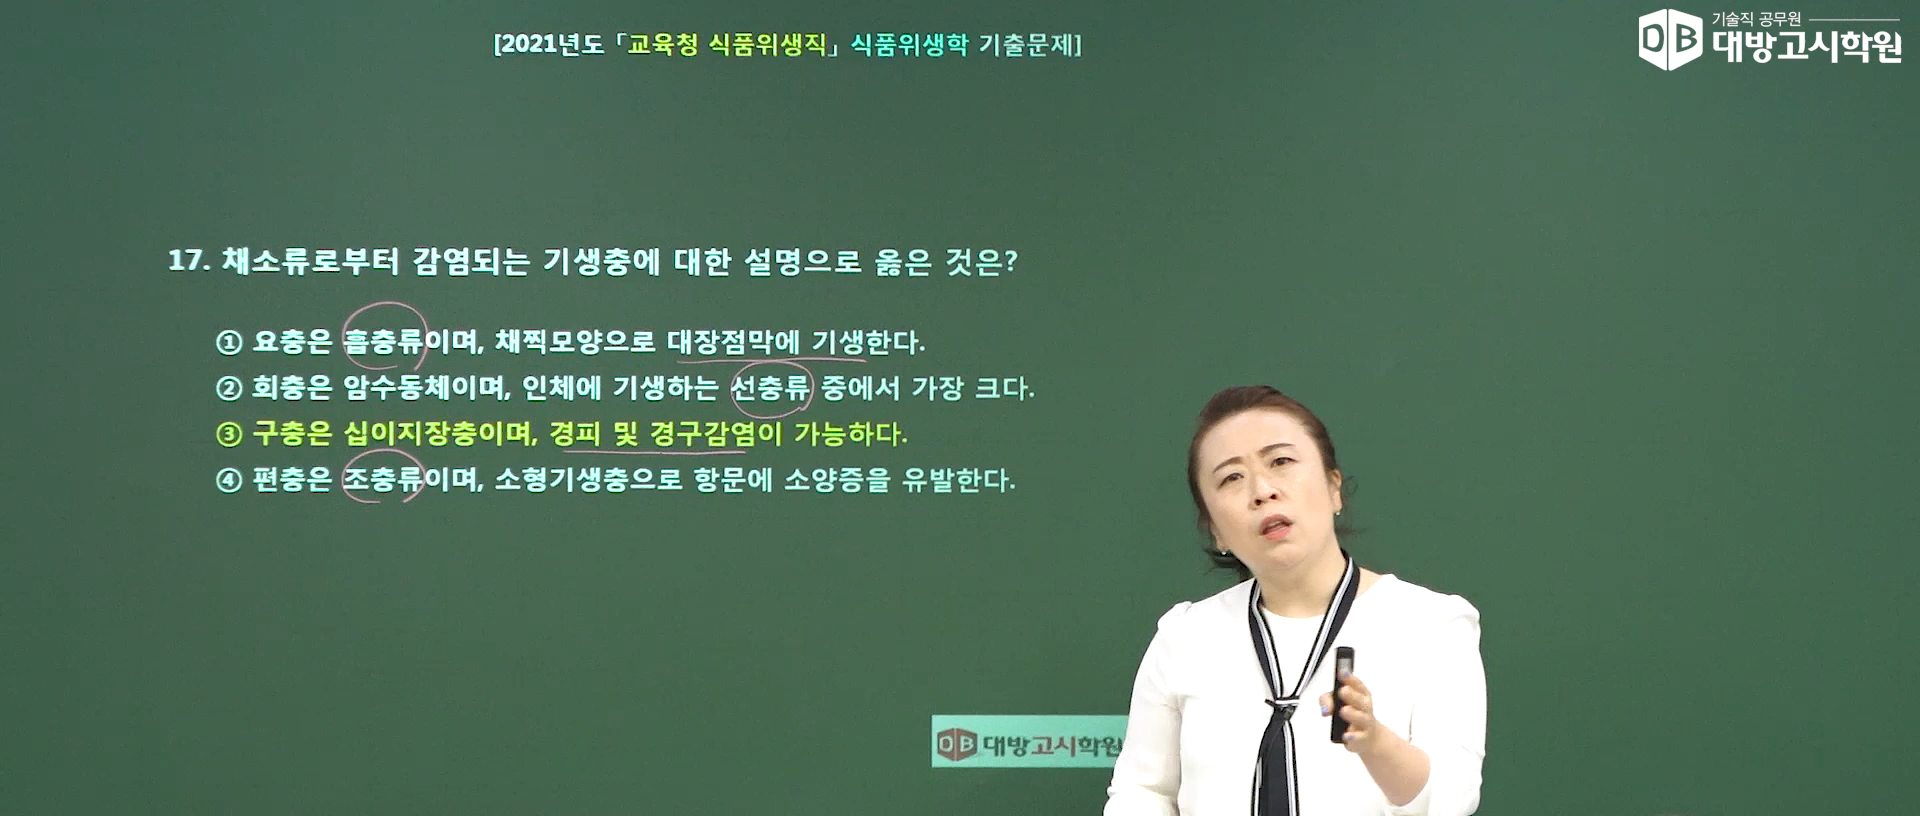 [2021년도 「교육청 식품위생직」 식품위생학 기출문제]
기술직 공무원
DB 대방고시학원
17. 채소류로부터 감염되는 기생충에 대한 설명으로 옳은 것은?
① 요충은 흡충류이며, 채찍모양으로 대장점막에 기생한다.
② 회충은 암수동체이며, 인체에 기생하는 선충류 중에서 가장 크다.
③ 구충은 십이지장충이며, 경피 및 경구감염이 가능하다.
④ 편충은 조충류이며, 소형기생충으로 항문에 소양증을 유발한다.
DB 대방고시학원